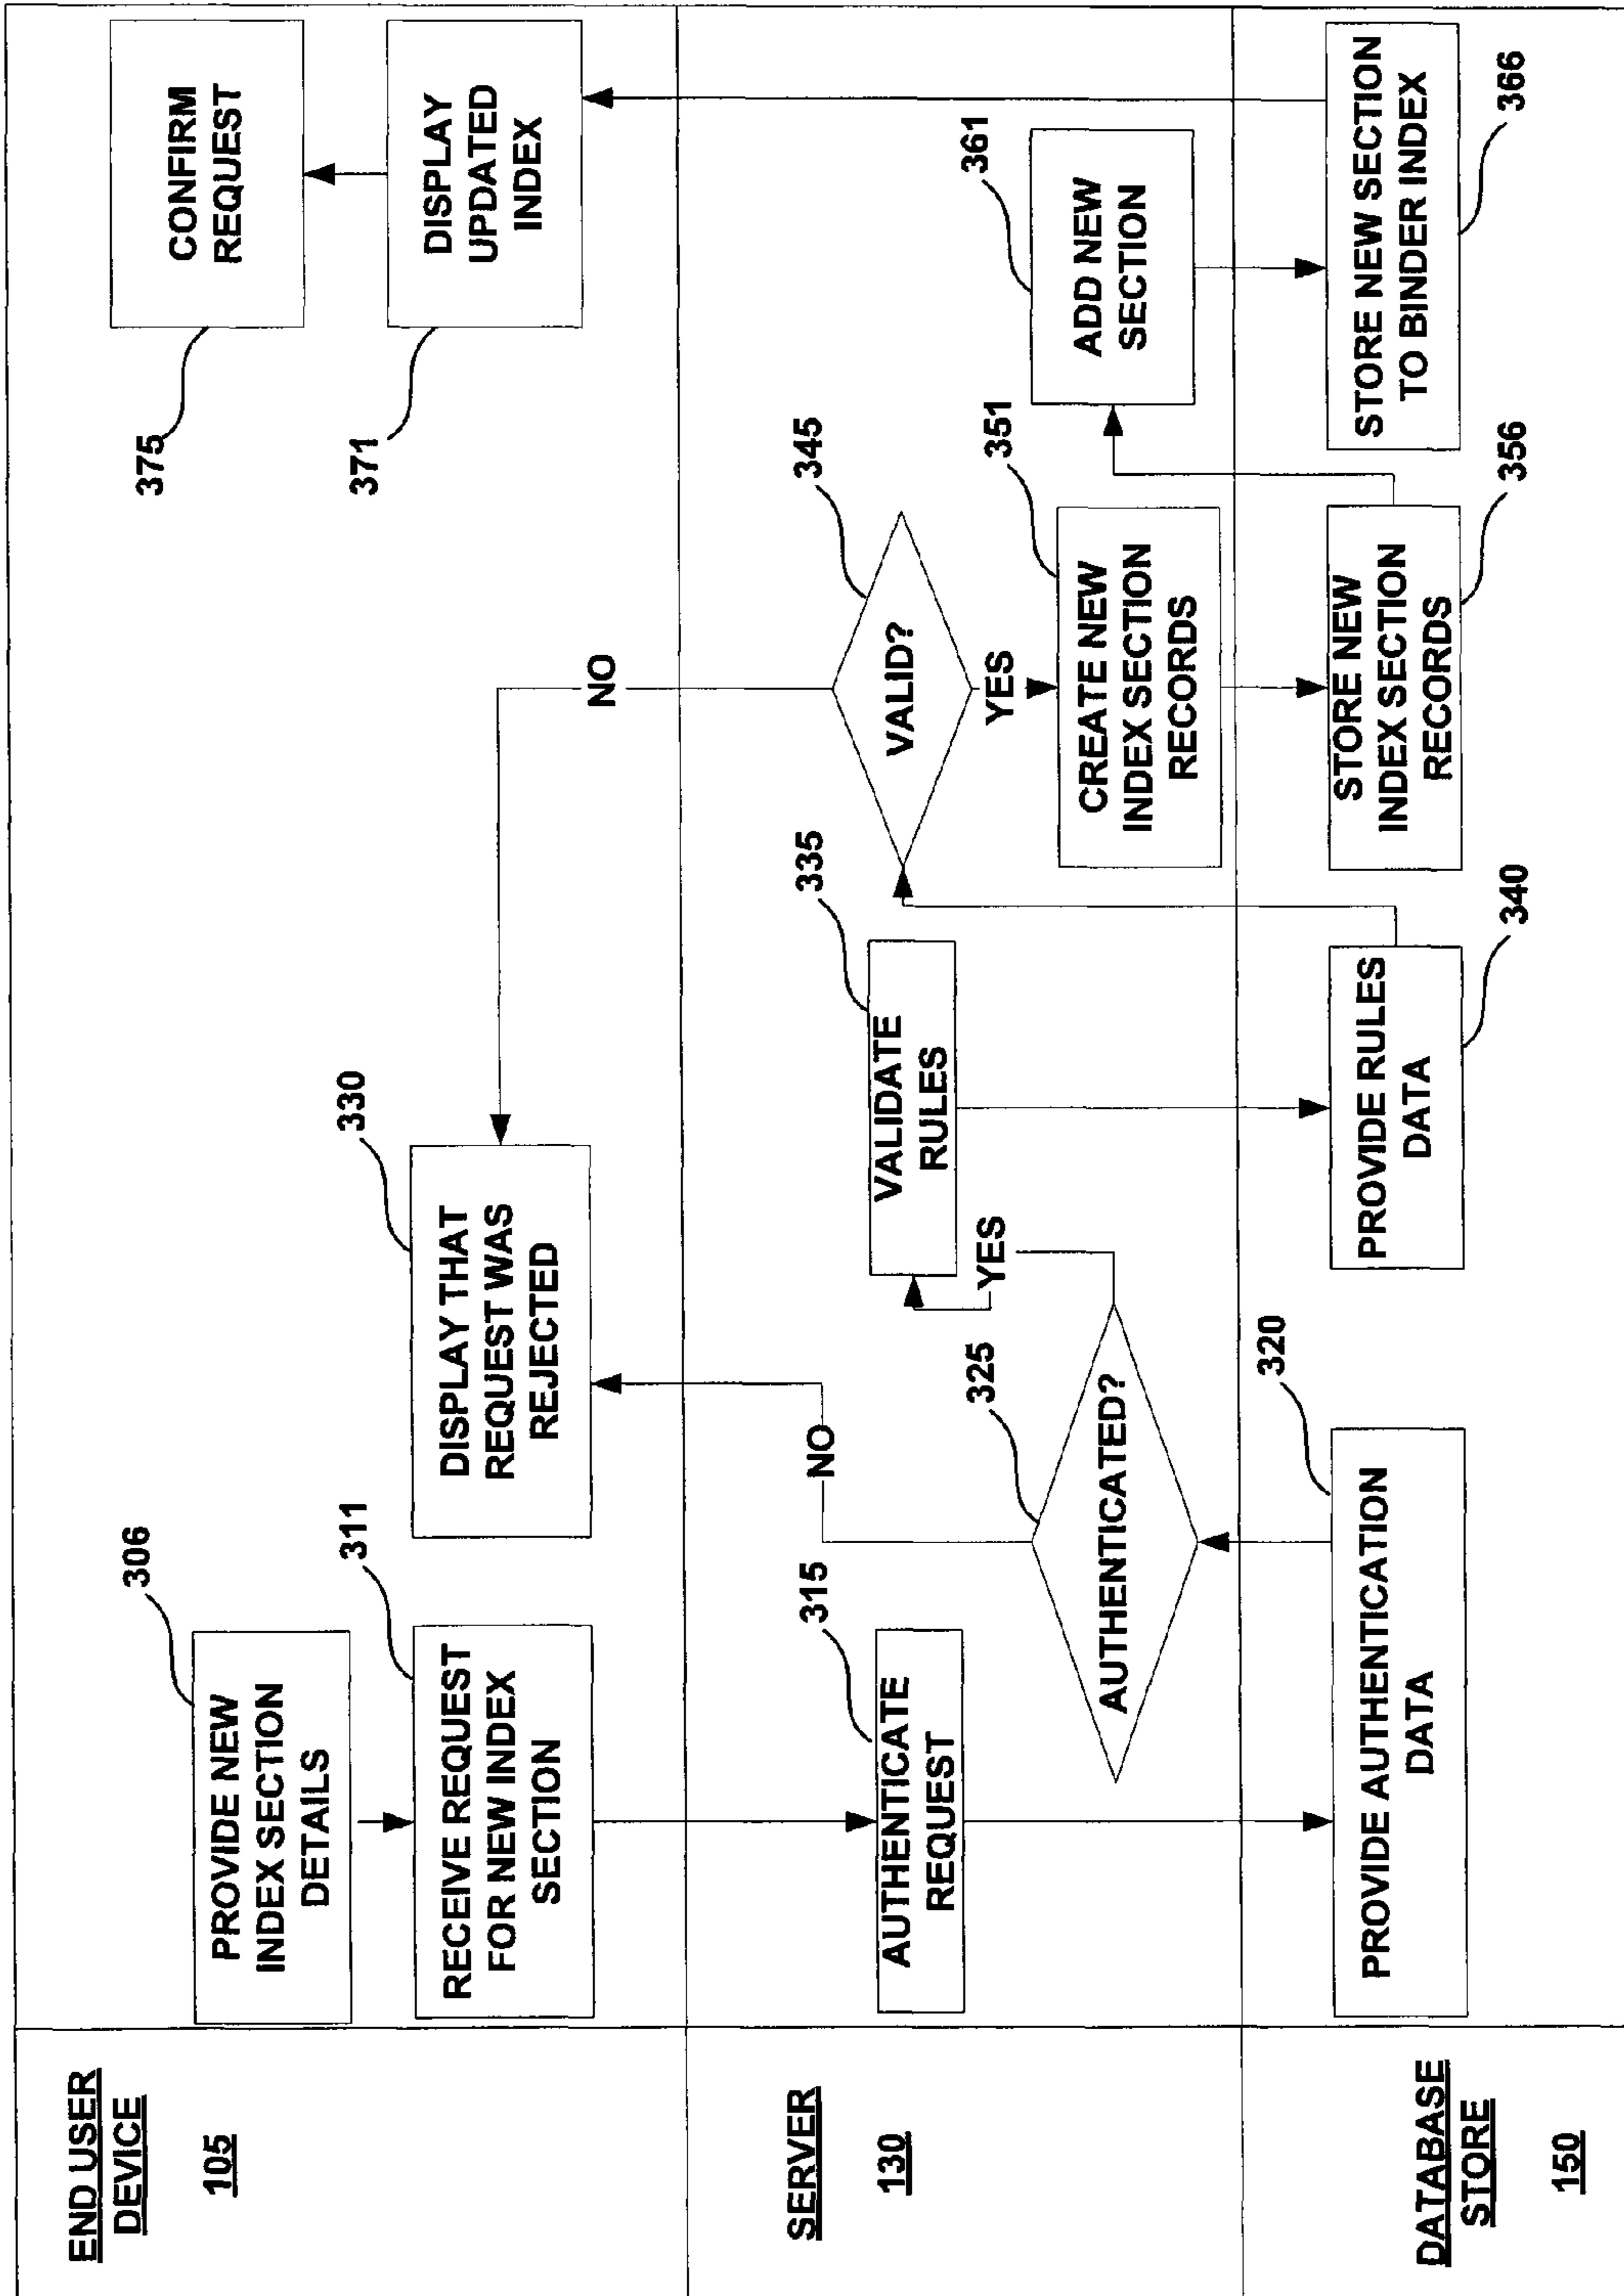 END USER
DEVICE
105
PROVIDE NEW
INDEX SECTION
DETAILS
306
RECEIVE REQUEST
FOR NEW INDEX
SECTION
311
DISPLAY THAT
REQUEST WAS
REJECTED
330
CONFIRM
REQUEST
375
DISPLAY
UPDATED
INDEX
371
SERVER
130
AUTHENTICATE
REQUEST
315
AUTHENTICATED?
325
NO
YES
VALIDATE
RULES
335
VALID?
345
NO
YES
CREATE NEW
INDEX SECTION
RECORDS
351
ADD NEW
SECTION
361
DATABASE
STORE
150
PROVIDE AUTHENTICATION
DATA
320
PROVIDE RULES
DATA
340
STORE NEW
INDEX SECTION
RECORDS
356
STORE NEW SECTION
TO BINDER INDEX
366